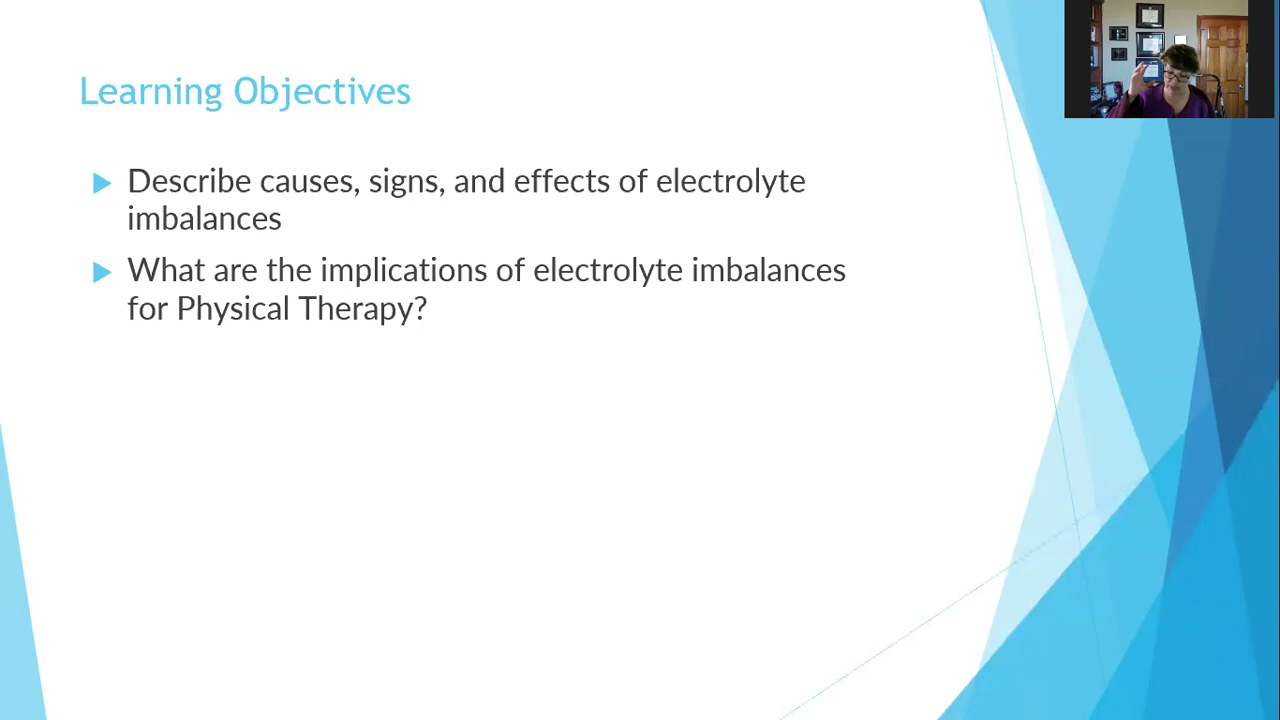 Learning Objectives
Describe causes, signs, and effects of electrolyte
imbalances
What are the implications of electrolyte imbalances
for Physical Therapy?